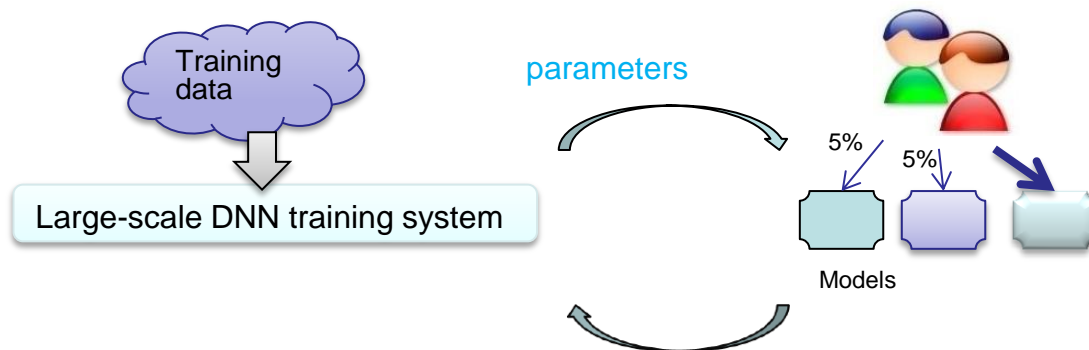 Training
data
parameters
5%
5%
Large-scale DNN training system
Models